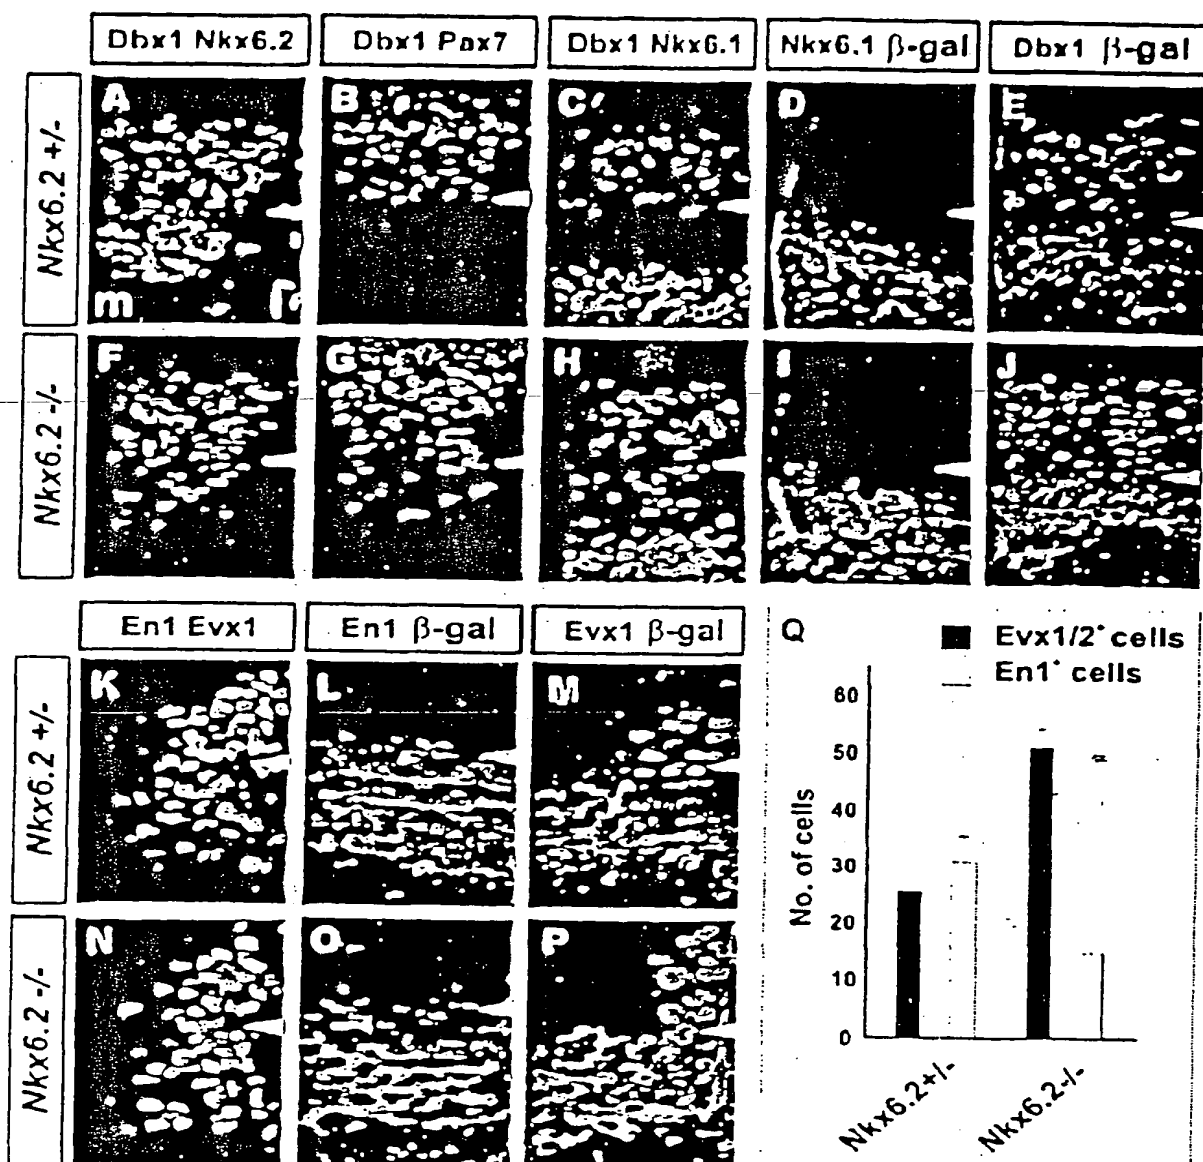 Dbx1 Nkx6.2 Dbx1 Pax7 Dbx1 Nkx6.1 Nkx6.1 β-gal Dbx1 β-gal
Nkx6.2 +/-
A B C D E
m
Nkx6.2 -/-
F G H I J
En1 Evx1 En1 β-gal Evx1 β-gal
Nkx6.2 +/-
K L M
Nkx6.2 -/-
N O P
Q
Evx1/2⁺ cells
En1⁺ cells
No. of cells
60
50
40
30
20
10
0
Nkx6.2+/- Nkx6.2-/-